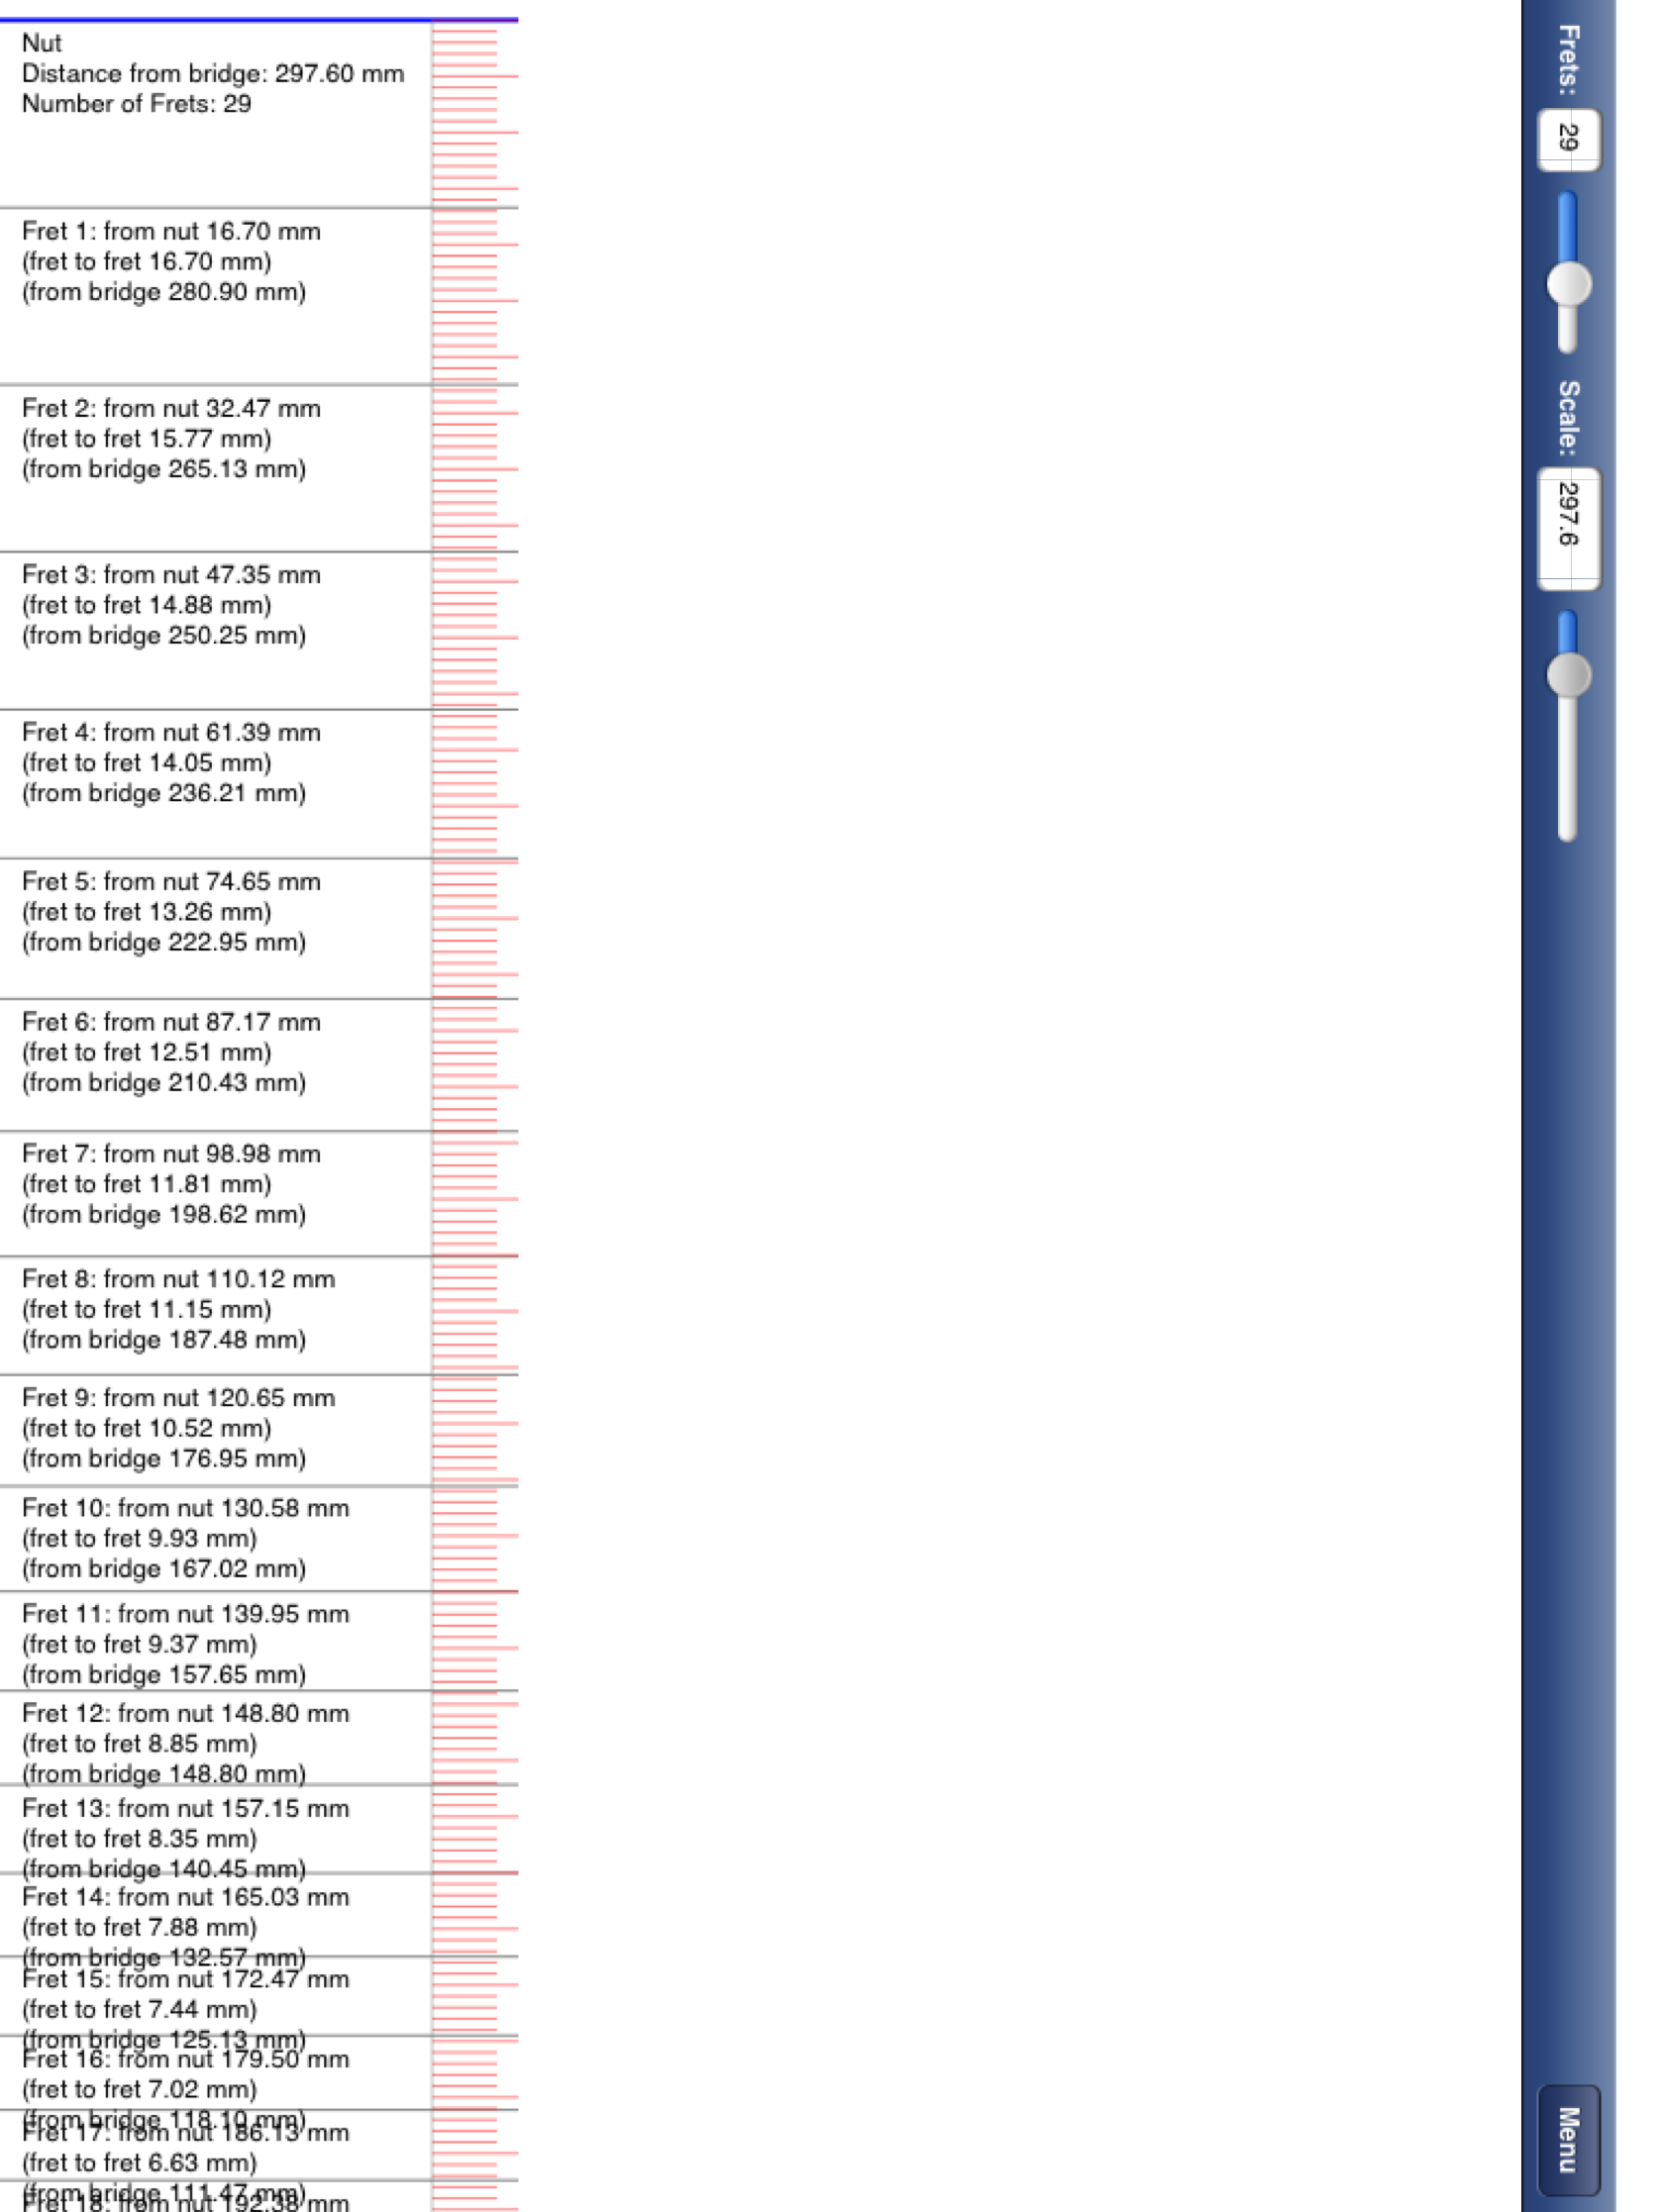 Nut
Distance from bridge: 297.60 mm
Number of Frets: 29
Fret 1: from nut 16.70 mm
(fret to fret 16.70 mm)
(from bridge 280.90 mm)
Fret 2: from nut 32.47 mm
(fret to fret 15.77 mm)
(from bridge 265.13 mm)
Fret 3: from nut 47.35 mm
(fret to fret 14.88 mm)
(from bridge 250.25 mm)
Fret 4: from nut 61.39 mm
(fret to fret 14.05 mm)
(from bridge 236.21 mm)
Fret 5: from nut 74.65 mm
(fret to fret 13.26 mm)
(from bridge 222.95 mm)
Fret 6: from nut 87.17 mm
(fret to fret 12.51 mm)
(from bridge 210.43 mm)
Fret 7: from nut 98.98 mm
(fret to fret 11.81 mm)
(from bridge 198.62 mm)
Fret 8: from nut 110.12 mm
(fret to fret 11.15 mm)
(from bridge 187.48 mm)
Fret 9: from nut 120.65 mm
(fret to fret 10.52 mm)
(from bridge 176.95 mm)
Fret 10: from nut 130.58 mm
(fret to fret 9.93 mm)
(from bridge 167.02 mm)
Fret 11: from nut 139.95 mm
(fret to fret 9.37 mm)
(from bridge 157.65 mm)
Fret 12: from nut 148.80 mm
(fret to fret 8.85 mm)
(from bridge 148.80 mm)
Fret 13: from nut 157.15 mm
(fret to fret 8.35 mm)
(from bridge 140.45 mm)
Fret 14: from nut 165.03 mm
(fret to fret 7.88 mm)
(from bridge 132.57 mm)
Fret 15: from nut 172.47 mm
(fret to fret 7.44 mm)
(from bridge 125.13 mm)
Fret 16: from nut 179.50 mm
(fret to fret 7.02 mm)
(from bridge 118.10 mm)
Fret 17: from nut 186.13 mm
(fret to fret 6.63 mm)
(from bridge 111.47 mm)
Fret 18: from nut 192.38 mm
Frets: 29 Scale: 297.6 Menu